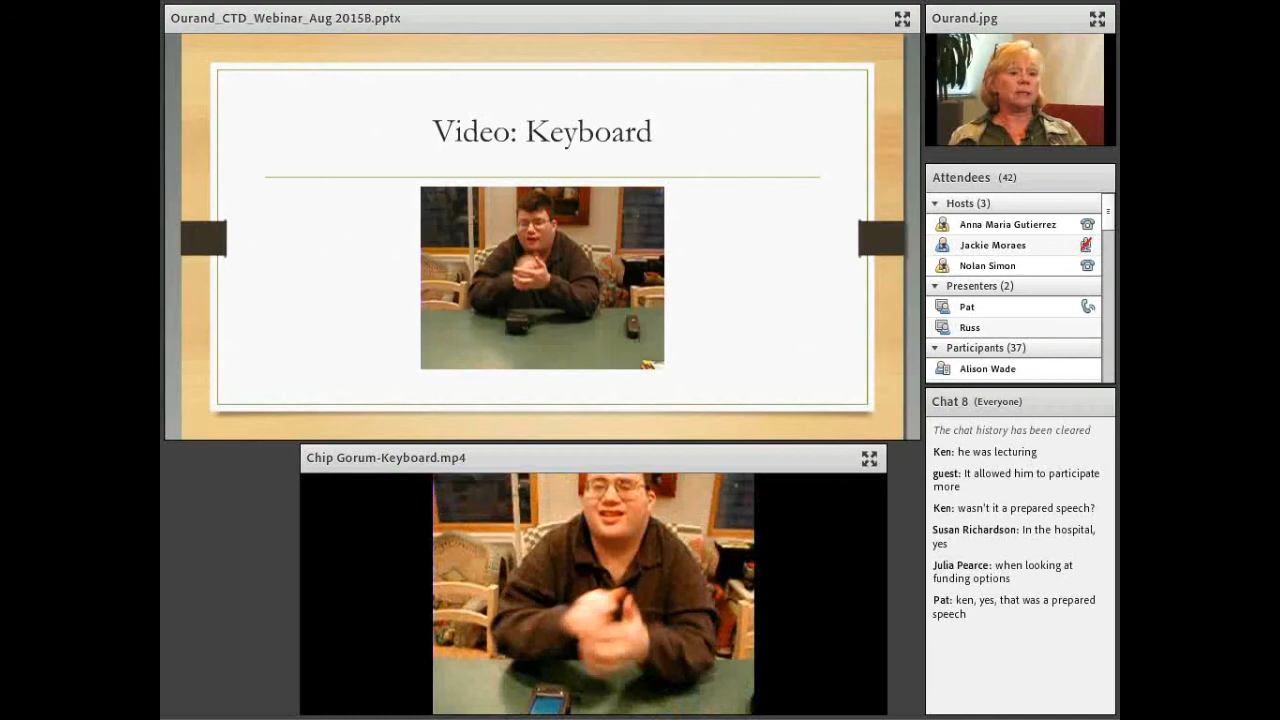 Ourand_CTD_Webinar_Aug 2015B.pptx
Video: Keyboard
Chip Gorum-Keyboard.mp4
Ourand.jpg
Attendees (42)
Hosts (3)
Anna Maria Gutierrez
Jackie Moraes
Nolan Simon
Presenters (2)
Pat
Russ
Participants (37)
Alison Wade
Chat 8 (Everyone)
The chat history has been cleared
Ken: he was lecturing
guest: It allowed him to participate
more
Ken: wasn't it a prepared speech?
Susan Richardson: In the hospital,
yes
Julia Pearce: when looking at
funding options
Pat: ken, yes, that was a prepared
speech